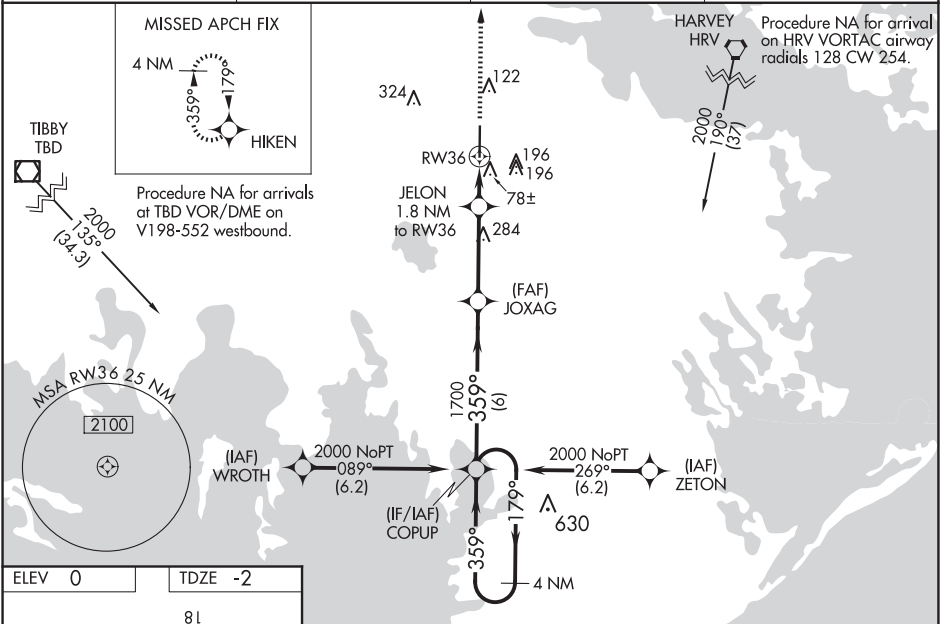 MISSED APCH FIX
4 NM
359°
179°
HIKEN
TIBBY
TBD
2000
135°
(34.3)
Procedure NA for arrivals
at TBD VOR/DME on
V198-552 westbound.
324
122
RW36
196
196
78±
JELON
1.8 NM
to RW36
284
HARVEY
HRV
Procedure NA for arrival
on HRV VORTAC airway
radials 128 CW 254.
2000
190°
(37)
(FAF)
JOXAG
1700
359°
(6)
MSA RW36 25 NM
2100
(IAF)
WROTH
2000 NoPT
089°
(6.2)
2000 NoPT
269°
(6.2)
(IAF)
ZETON
(IF/IAF)
COPUP
359°
179°
630
4 NM
ELEV 0
TDZE -2
18